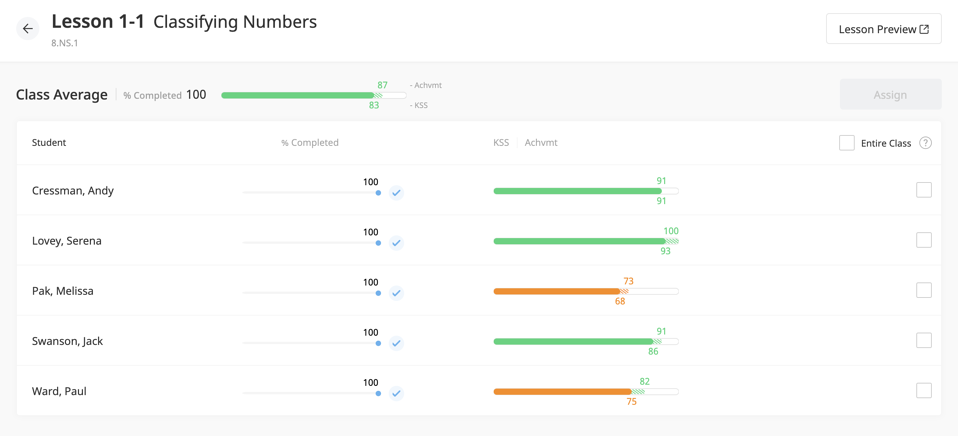 Lesson 1-1 Classifying Numbers
Lesson Preview
8.NS.1
87 - Achvmt
Class Average % Completed 100
Assign
83 - KSS
Student % Completed KSS Achvmt Entire Class ?
100 91
Cressman, Andy
91
100 100
Lovey, Serena
93
100 73
Pak, Melissa
68
100 91
Swanson, Jack
86
100 82
Ward, Paul
75